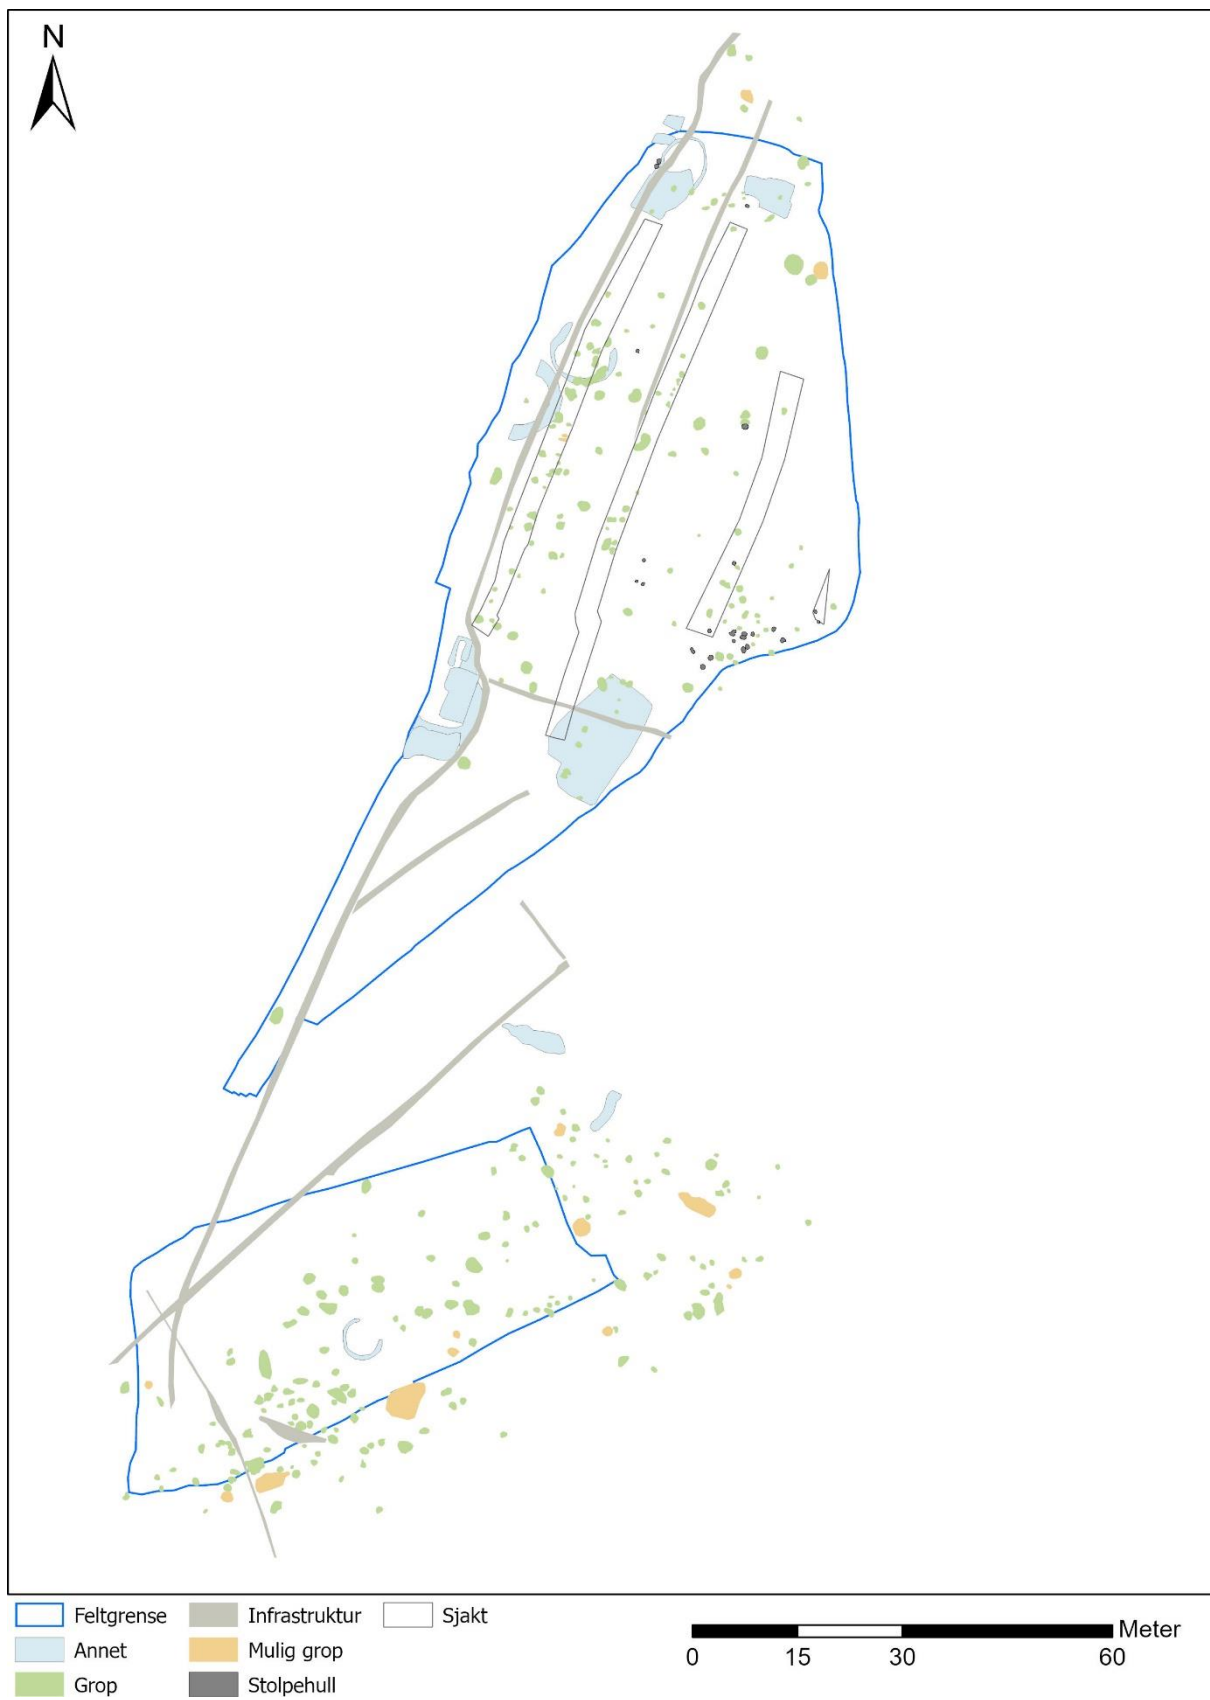 N
Feltgrense
Infrastruktur
Sjakt
Annet
Mulig grop
Grop
Stolpehull
Meter
0 15 30 60